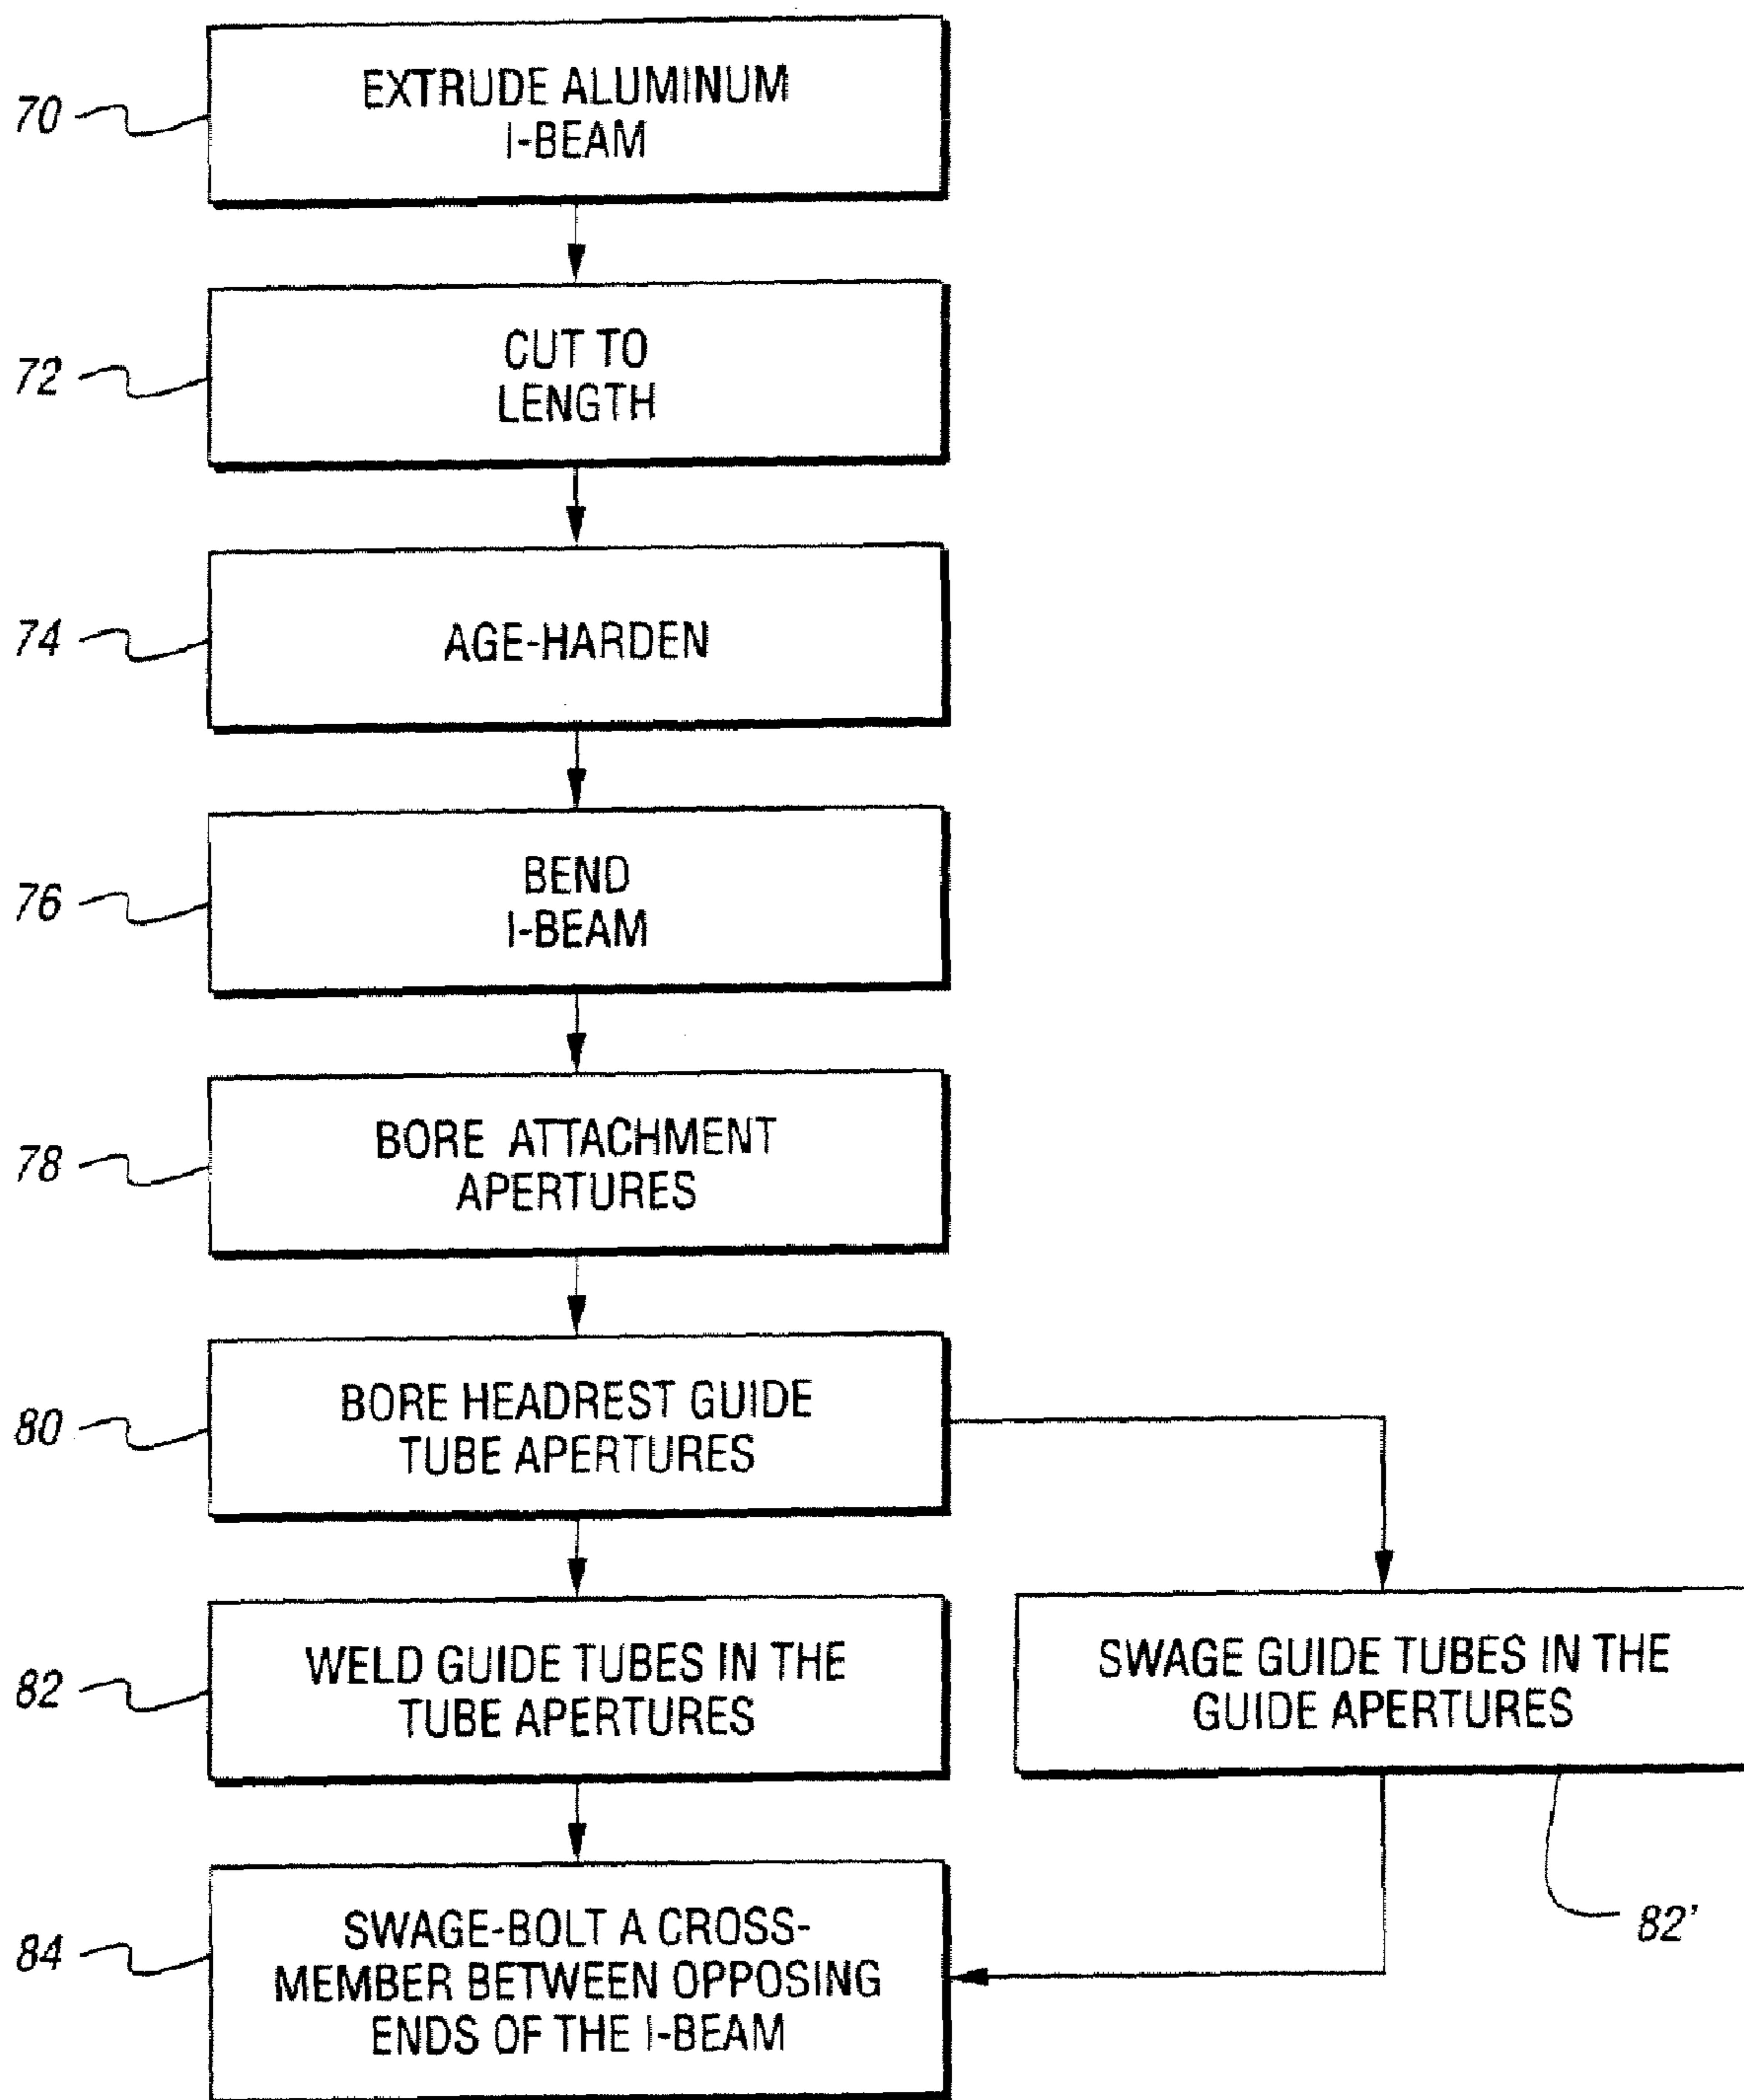 70
EXTRUDE ALUMINUM
I-BEAM
72
CUT TO
LENGTH
74
AGE-HARDEN
76
BEND
I-BEAM
78
BORE ATTACHMENT
APERTURES
80
BORE HEADREST GUIDE
TUBE APERTURES
82
WELD GUIDE TUBES IN THE
TUBE APERTURES
SWAGE GUIDE TUBES IN THE
GUIDE APERTURES
82'
84
SWAGE-BOLT A CROSS-
MEMBER BETWEEN OPPOSING
ENDS OF THE I-BEAM